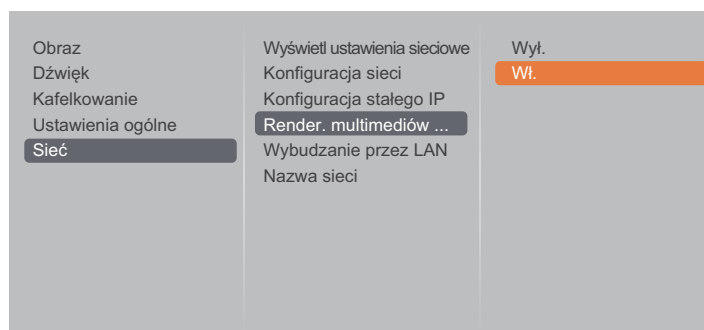 Obraz
Dźwięk
Kafelkowanie
Ustawienia ogólne
Sieć
Wyświetl ustawienia sieciowe
Konfiguracja sieci
Konfiguracja stałego IP
Render. multimediów ...
Wybudzanie przez LAN
Nazwa sieci
Wył.
Wł.